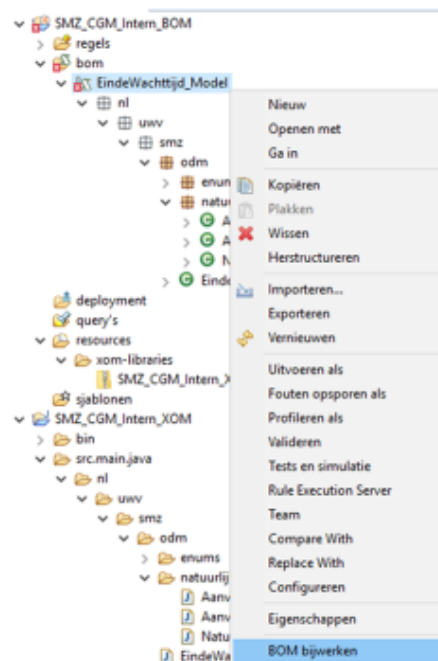 SMZ_CGM_Intern_BOM
regels
bom
EindeWachttijd_Model
nl
uwv
smz
odm
enun
natuu
A
A
N
Einde
deployment
query's
resources
xom-libraries
SMZ_CGM_Intern_X
sjablonen
SMZ_CGM_Intern_XOM
bin
src.main.java
nl
uwv
smz
odm
enums
natuurlij
Aanv
Aanv
Natu
EindeWa
Nieuw
Openen met
Ga in
Kopiëren
Plakken
Wissen
Herstructureren
Importeren...
Exporteren
Vernieuwen
Uitvoeren als
Fouten opsporen als
Profileren als
Valideren
Tests en simulatie
Rule Execution Server
Team
Compare With
Replace With
Configureren
Eigenschappen
BOM bijwerken